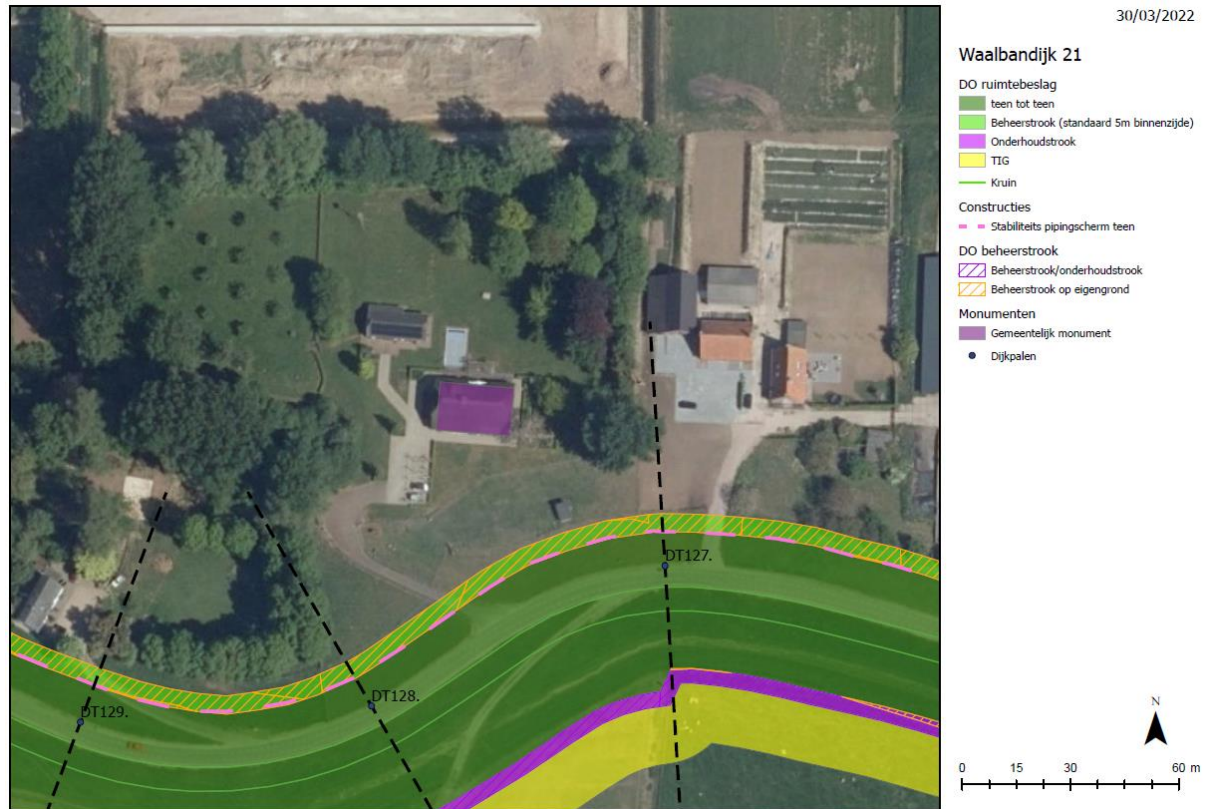 30/03/2022
Waalbandijk 21
DO ruimtebeslag
teen tot teen
Beheerstrook (standaard 5m binnenzijde)
Onderhoudstrook
TIG
Kruin
Constructies
Stabiliteits pipingscherm teen
DO beheerstrook
Beheerstrook/onderhoudstrook
Beheerstrook op eigengrond
Monumenten
Gemeentelijk monument
Dijkpalen
DT127.
DT128.
DT129.
N
0 15 30 60 m